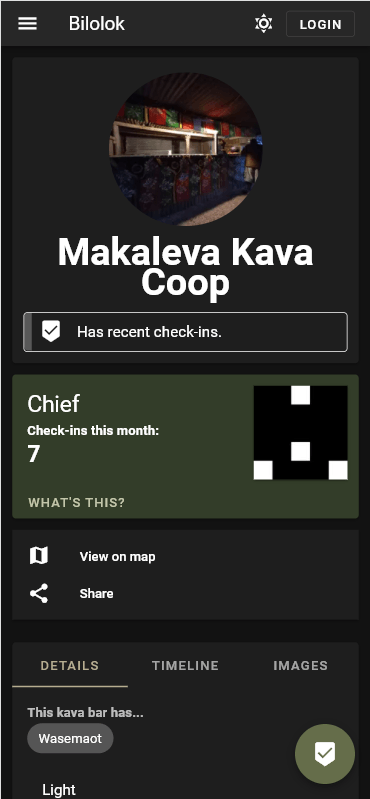 Bilolok
LOGIN
Makaleva Kava
Coop
Has recent check-ins.
Chief
Check-ins this month:
7
WHAT'S THIS?
View on map
Share
DETAILS
TIMELINE
IMAGES
This kava bar has...
Wasemaot
Light